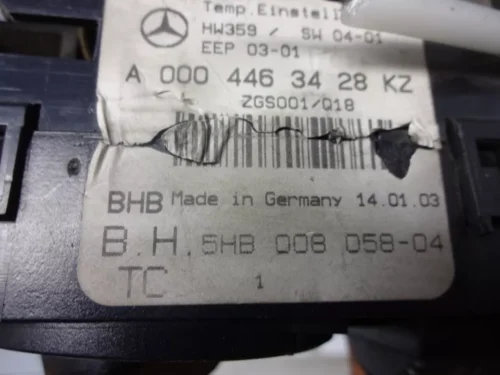 Temp.Einstell
HW359 / SW 04-01
EEP 03-01
A 000 446 34 28 KZ
ZGS001/Q18
BHB Made in Germany 14.01.03
B.H. 5HB 008 058-04
TC 1